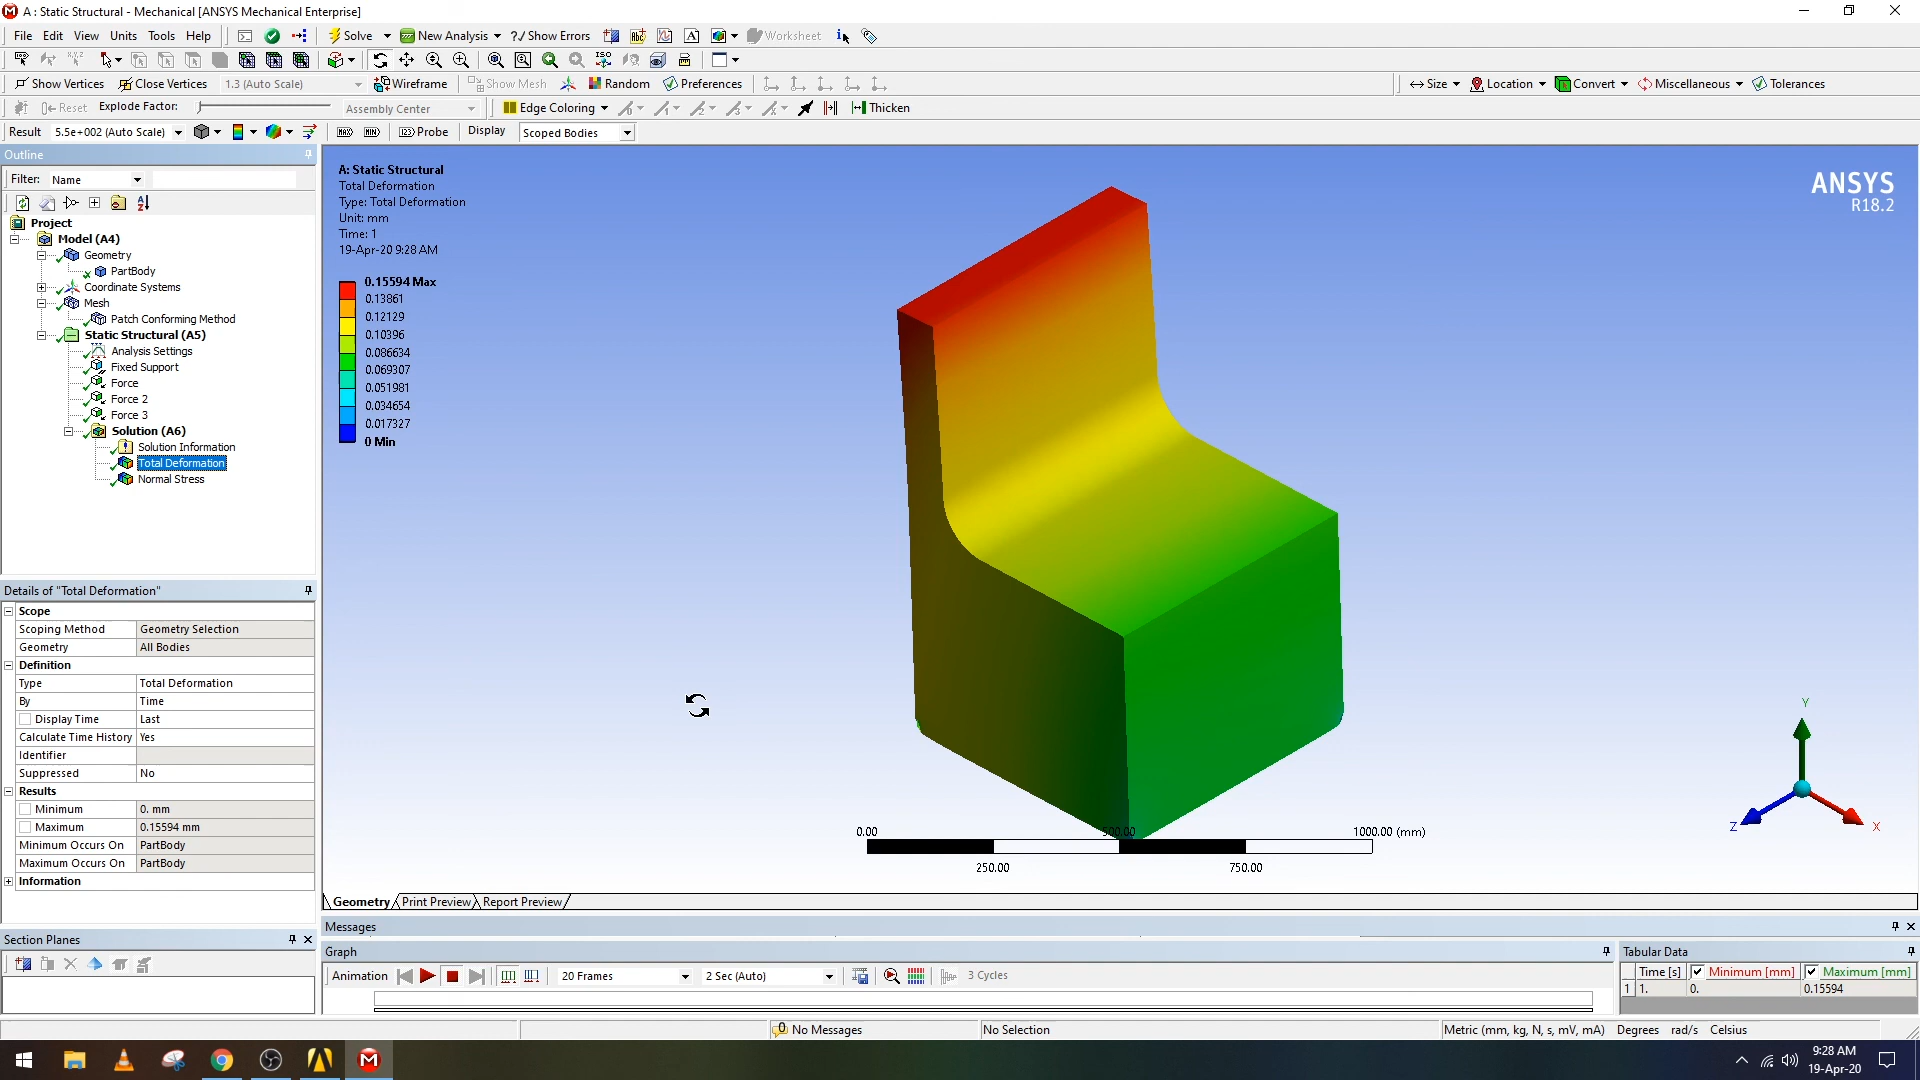 A : Static Structural - Mechanical [ANSYS Mechanical Enterprise]
File Edit View Units Tools Help Solve New Analysis ?/Show Errors Worksheet
Show Vertices Close Vertices 1.3 (Auto Scale) Wireframe Show Mesh Random Preferences Size Location Convert Miscellaneous Tolerances
Reset Explode Factor: Assembly Center Edge Coloring Thicken
Result 5.5e+002 (Auto Scale) MAX MIN Probe Display Scoped Bodies
Outline
Filter: Name
Project
Model (A4)
Geometry
PartBody
Coordinate Systems
Mesh
Patch Conforming Method
Static Structural (A5)
Analysis Settings
Fixed Support
Force
Force 2
Force 3
Solution (A6)
Solution Information
Total Deformation
Normal Stress
A: Static Structural
Total Deformation
Type: Total Deformation
Unit: mm
Time: 1
19-Apr-20 9:28 AM
0.15594 Max
0.13861
0.12129
0.10396
0.086634
0.069307
0.051981
0.034654
0.017327
0 Min
ANSYS
R18.2
Y
Z
X
0.00 500.00 1000.00 (mm)
250.00 750.00
Details of "Total Deformation"
Scope
Scoping Method Geometry Selection
Geometry All Bodies
Definition
Type Total Deformation
By Time
Display Time Last
Calculate Time History Yes
Identifier
Suppressed No
Results
Minimum 0. mm
Maximum 0.15594 mm
Minimum Occurs On PartBody
Maximum Occurs On PartBody
Information
Geometry Print Preview Report Preview
Section Planes
Messages
Graph
Animation 20 Frames 2 Sec (Auto) 3 Cycles
Tabular Data
Time [s] Minimum [mm] Maximum [mm]
1 1. 0. 0.15594
0 No Messages No Selection Metric (mm, kg, N, s, mV, mA) Degrees rad/s Celsius
9:28 AM
19-Apr-20